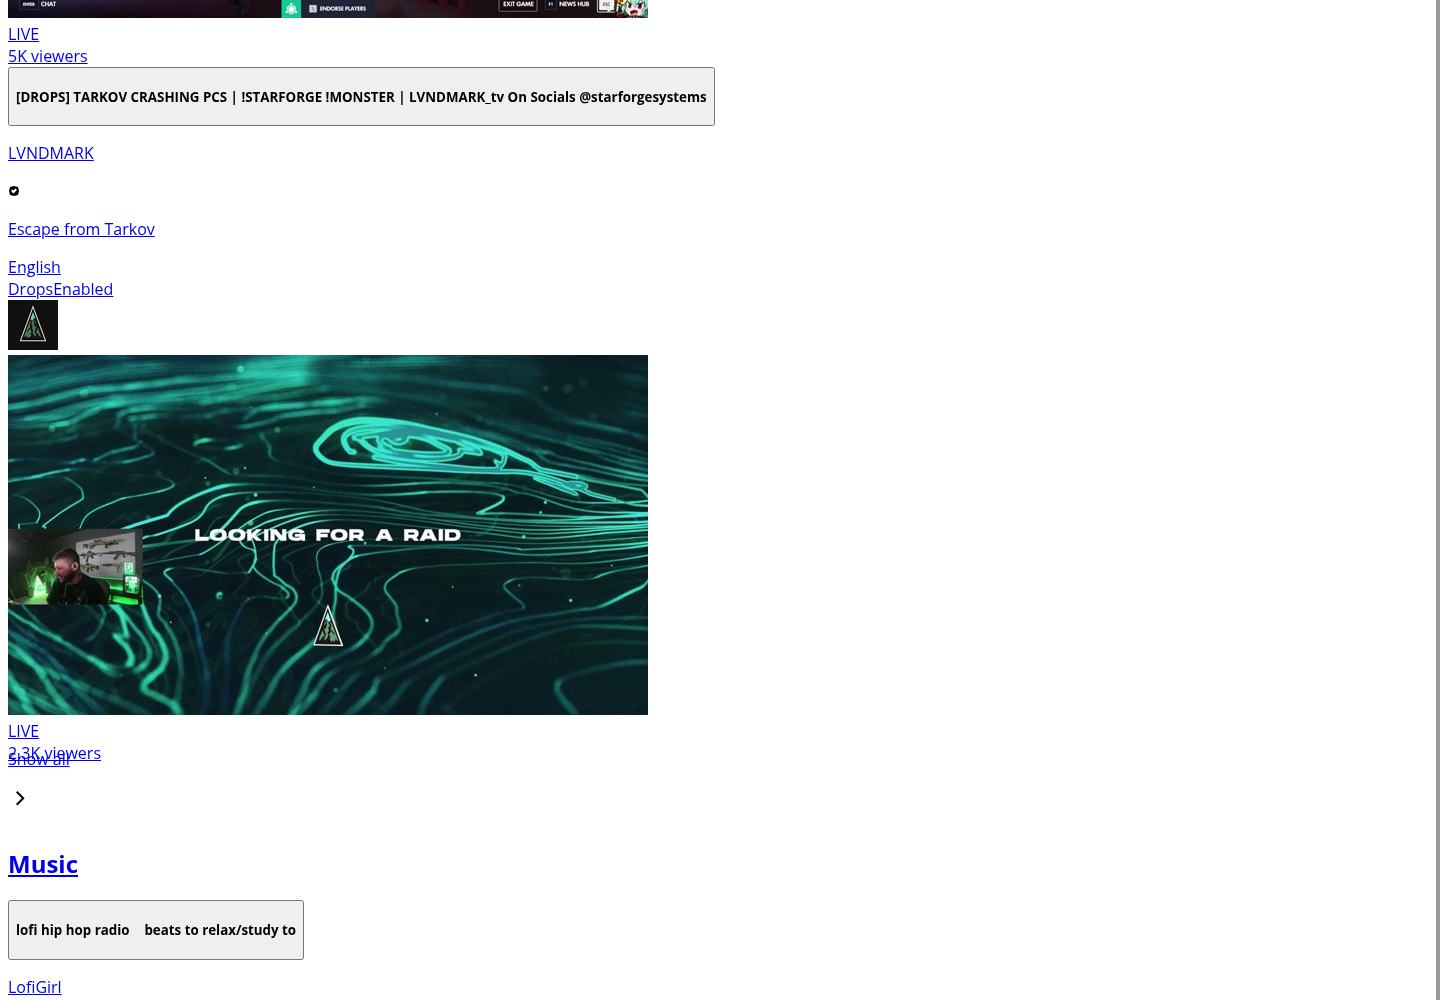 CHAT
ENDORSE PLAYERS
EXIT GAME
F1
NEWS HUB
ESC
LIVE
5K viewers
[DROPS] TARKOV CRASHING PCS | !STARFORGE !MONSTER | LVNDMARK_tv On Socials @starforgesystems
LVNDMARK
Escape from Tarkov
English
DropsEnabled
LOOKING FOR A RAID
LIVE
2.3K viewers
Show all
Music
lofi hip hop radio beats to relax/study to
LofiGirl